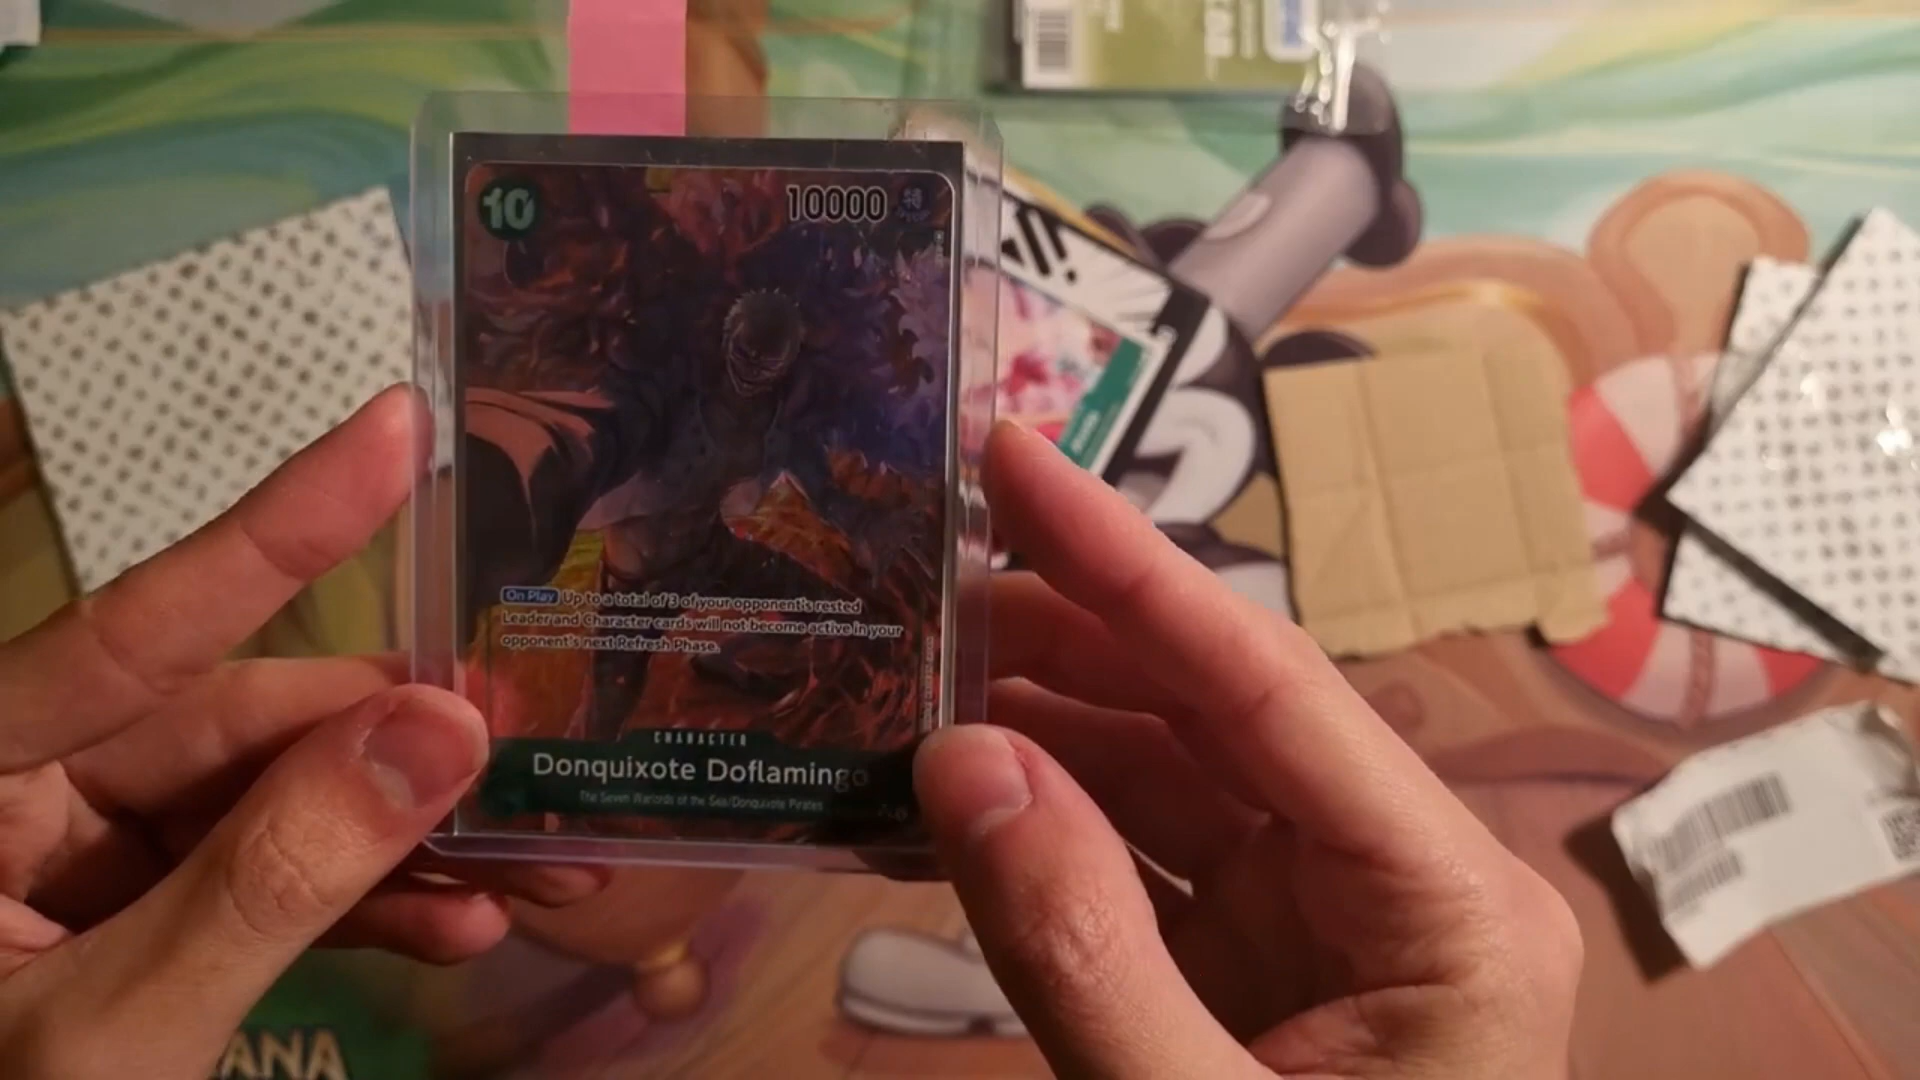 10
10000
特
On Play Up to a total of 3 of your opponent's rested
Leader and Character cards will not become active in your
opponent's next Refresh Phase.
CHARACTER
Donquixote Doflamingo
The Seven Warlords of the Sea/Donquixote Pirates
ANA